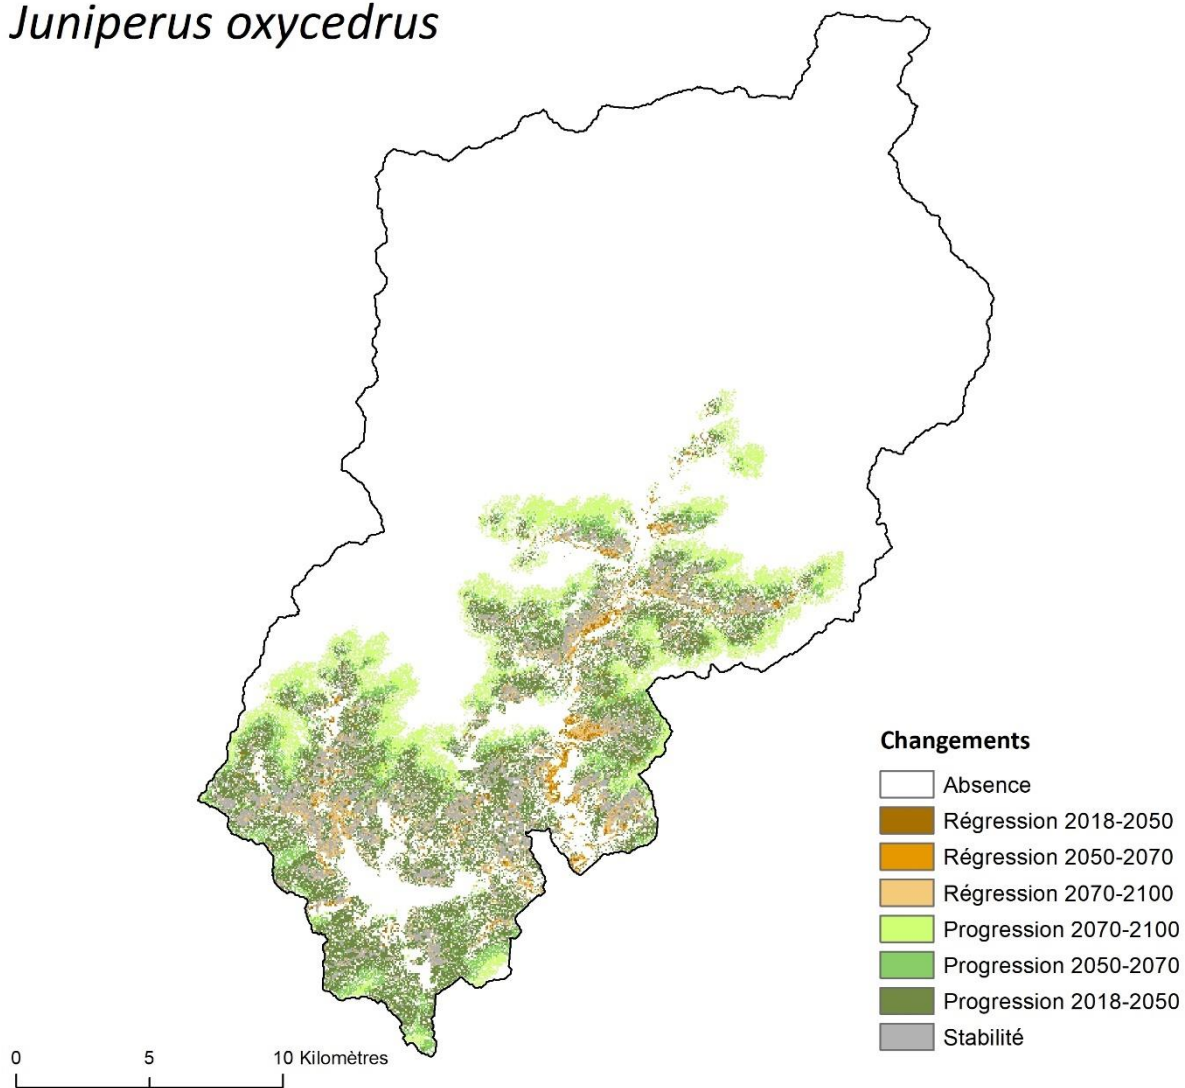 Juniperus oxycedrus
Changements
Absence
Régression 2018-2050
Régression 2050-2070
Régression 2070-2100
Progression 2070-2100
Progression 2050-2070
Progression 2018-2050
Stabilité
0 5 10 Kilomètres